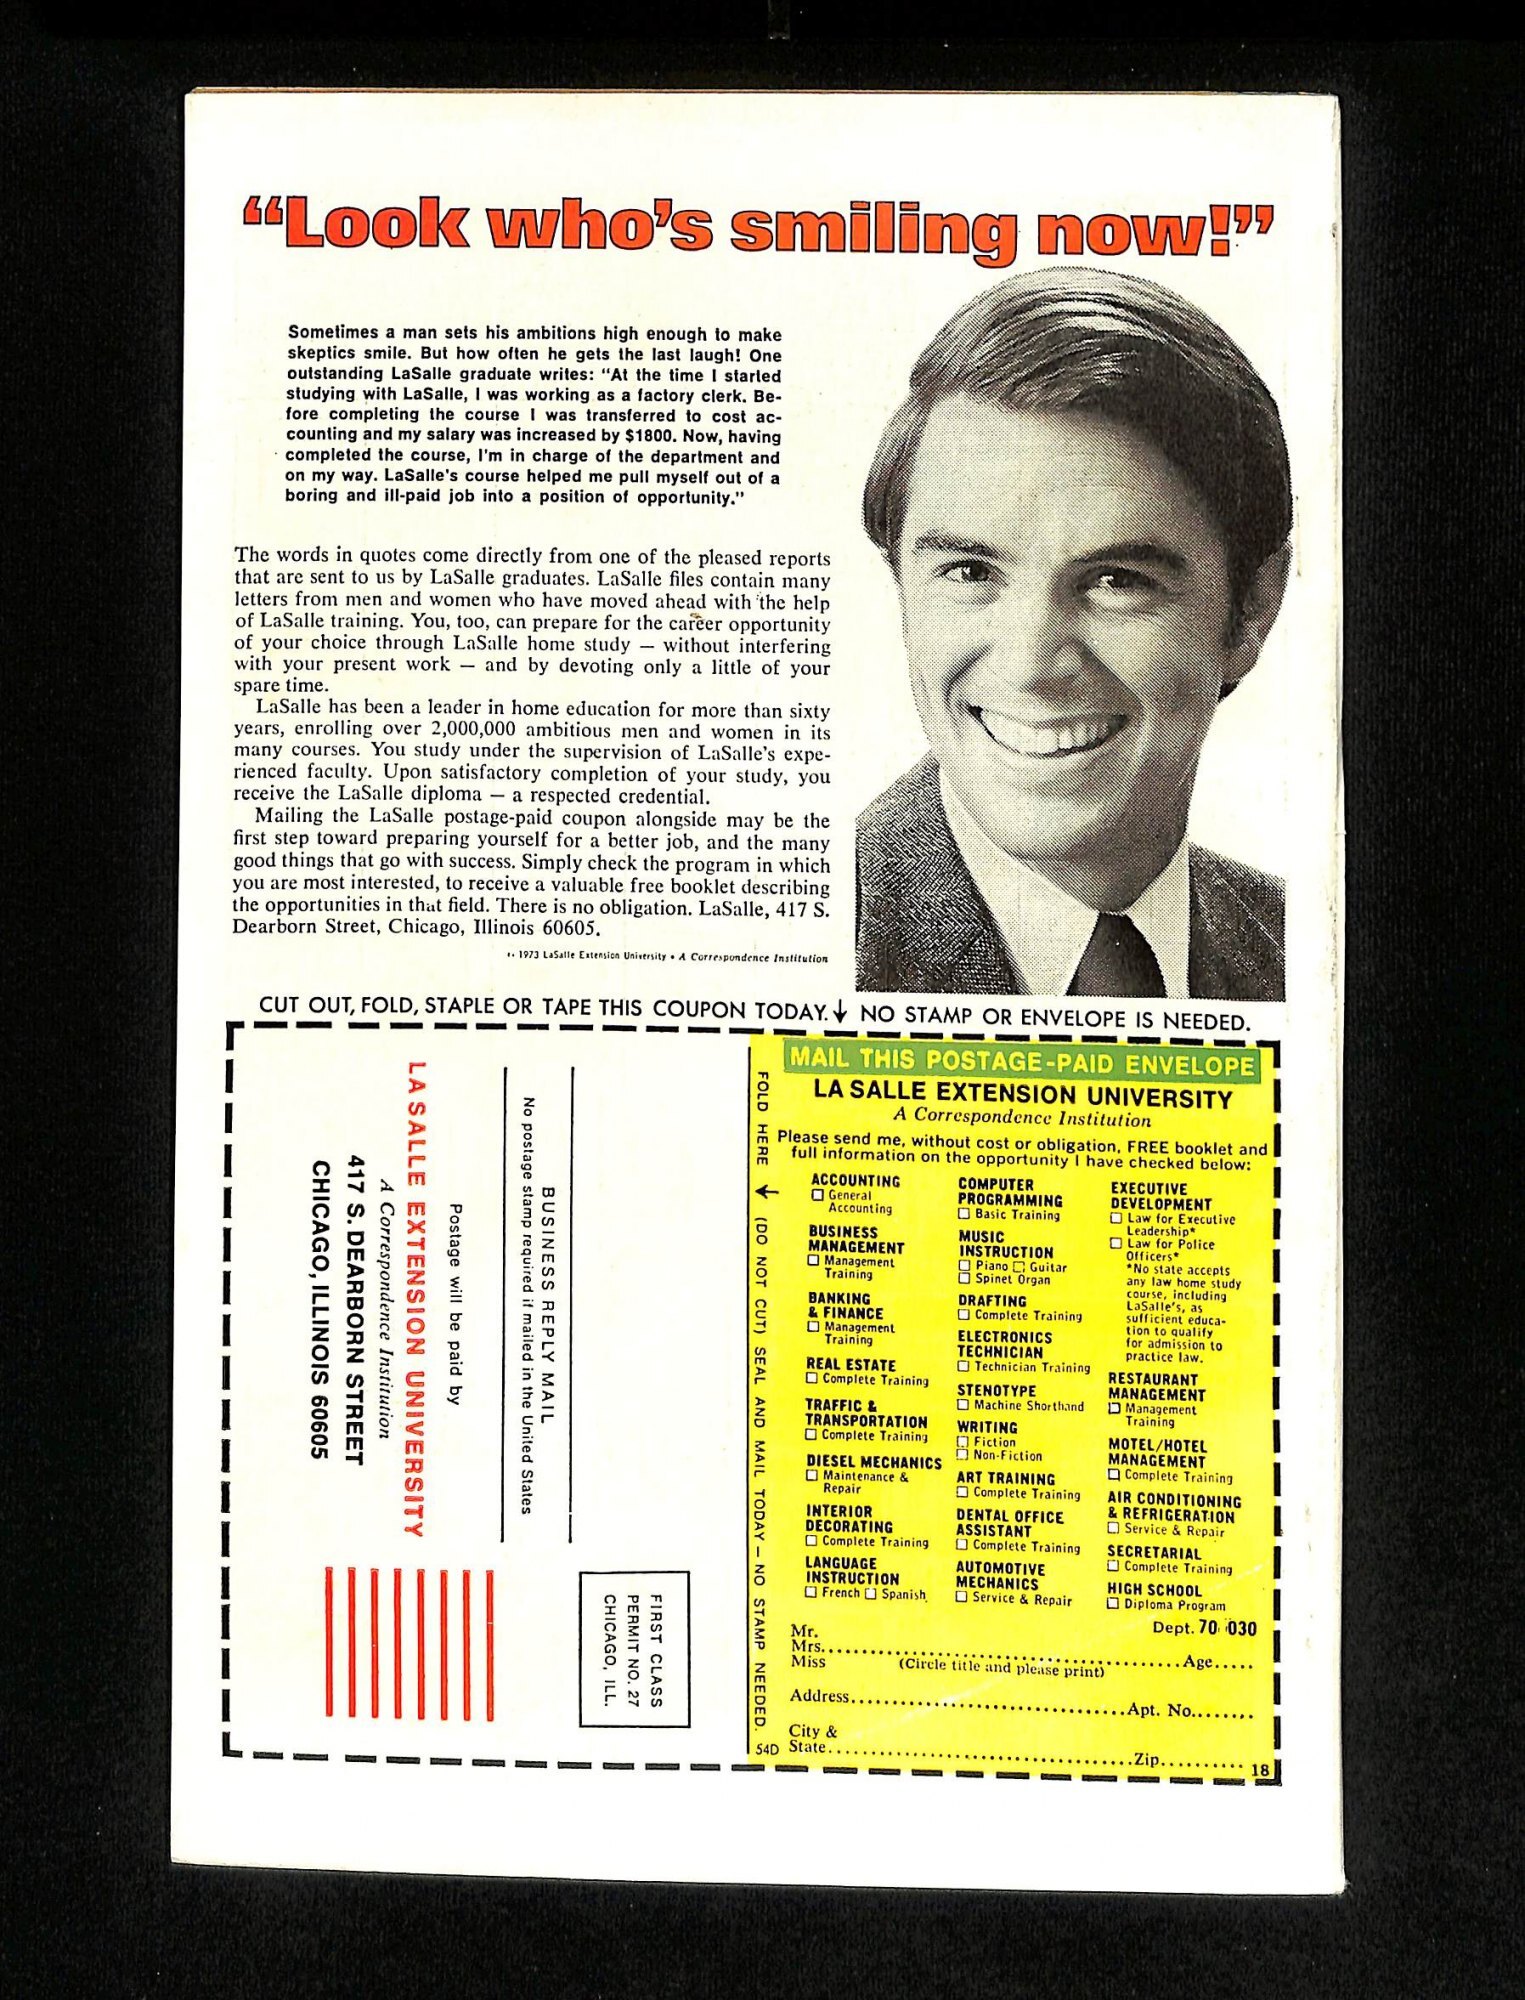 “Look who’s smiling now!”
Sometimes a man sets his ambitions high enough to make
skeptics smile. But how often he gets the last laugh! One
outstanding LaSalle graduate writes: “At the time I started
studying with LaSalle, I was working as a factory clerk. Be-
fore completing the course I was transferred to cost ac-
counting and my salary was increased by $1800. Now, having
completed the course, I'm in charge of the department and
on my way. LaSalle's course helped me pull myself out of a
boring and ill-paid job into a position of opportunity."
The words in quotes come directly from one of the pleased reports
that are sent to us by LaSalle graduates. LaSalle files contain many
letters from men and women who have moved ahead with the help
of LaSalle training. You, too, can prepare for the career opportunity
of your choice through LaSalle home study — without interfering
with your present work — and by devoting only a little of your
spare time.
LaSalle has been a leader in home education for more than sixty
years, enrolling over 2,000,000 ambitious men and women in its
many courses. You study under the supervision of LaSalle's expe-
rienced faculty. Upon satisfactory completion of your study, you
receive the LaSalle diploma — a respected credential.
Mailing the LaSalle postage-paid coupon alongside may be the
first step toward preparing yourself for a better job, and the many
good things that go with success. Simply check the program in which
you are most interested, to receive a valuable free booklet describing
the opportunities in that field. There is no obligation. LaSalle, 417 S.
Dearborn Street, Chicago, Illinois 60605.
1973 LaSalle Extension University • A Correspondence Institution
CUT OUT, FOLD, STAPLE OR TAPE THIS COUPON TODAY.↓ NO STAMP OR ENVELOPE IS NEEDED.
FIRST CLASS
PERMIT NO. 27
CHICAGO, ILL.
BUSINESS REPLY MAIL
No postage stamp required if mailed in the United States
Postage will be paid by
LA SALLE EXTENSION UNIVERSITY
A Correspondence Institution
417 S. DEARBORN STREET
CHICAGO, ILLINOIS 60605
FOLD HERE ↓ (DO NOT CUT) SEAL AND MAIL TODAY — NO STAMP NEEDED.
54D
MAIL THIS POSTAGE-PAID ENVELOPE
LA SALLE EXTENSION UNIVERSITY
A Correspondence Institution
Please send me, without cost or obligation, FREE booklet and
full information on the opportunity I have checked below:
ACCOUNTING
☐ General
Accounting
BUSINESS
MANAGEMENT
☐ Management
Training
BANKING
& FINANCE
☐ Management
Training
REAL ESTATE
☐ Complete Training
TRAFFIC &
TRANSPORTATION
☐ Complete Training
DIESEL MECHANICS
☐ Maintenance &
Repair
INTERIOR
DECORATING
☐ Complete Training
LANGUAGE
INSTRUCTION
☐ French ☐ Spanish
COMPUTER
PROGRAMMING
☐ Basic Training
MUSIC
INSTRUCTION
☐ Piano ☐ Guitar
☐ Spinet Organ
DRAFTING
☐ Complete Training
ELECTRONICS
TECHNICIAN
☐ Technician Training
STENOTYPE
☐ Machine Shorthand
WRITING
☐ Fiction
☐ Non-Fiction
ART TRAINING
☐ Complete Training
DENTAL OFFICE
ASSISTANT
☐ Complete Training
AUTOMOTIVE
MECHANICS
☐ Service & Repair
EXECUTIVE
DEVELOPMENT
☐ Law for Executive
Leadership*
☐ Law for Police
Officers*
*No state accepts
any law home study
course, including
LaSalle's, as
sufficient educa-
tion to qualify
for admission to
practice law.
RESTAURANT
MANAGEMENT
☐ Management
Training
MOTEL/HOTEL
MANAGEMENT
☐ Complete Training
AIR CONDITIONING
& REFRIGERATION
☐ Service & Repair
SECRETARIAL
☐ Complete Training
HIGH SCHOOL
☐ Diploma Program
Dept. 70-030
Mr.
Mrs.......... Age.....
Miss (Circle title and please print)
Address.......... Apt. No........
City &
State.......... Zip..........
18